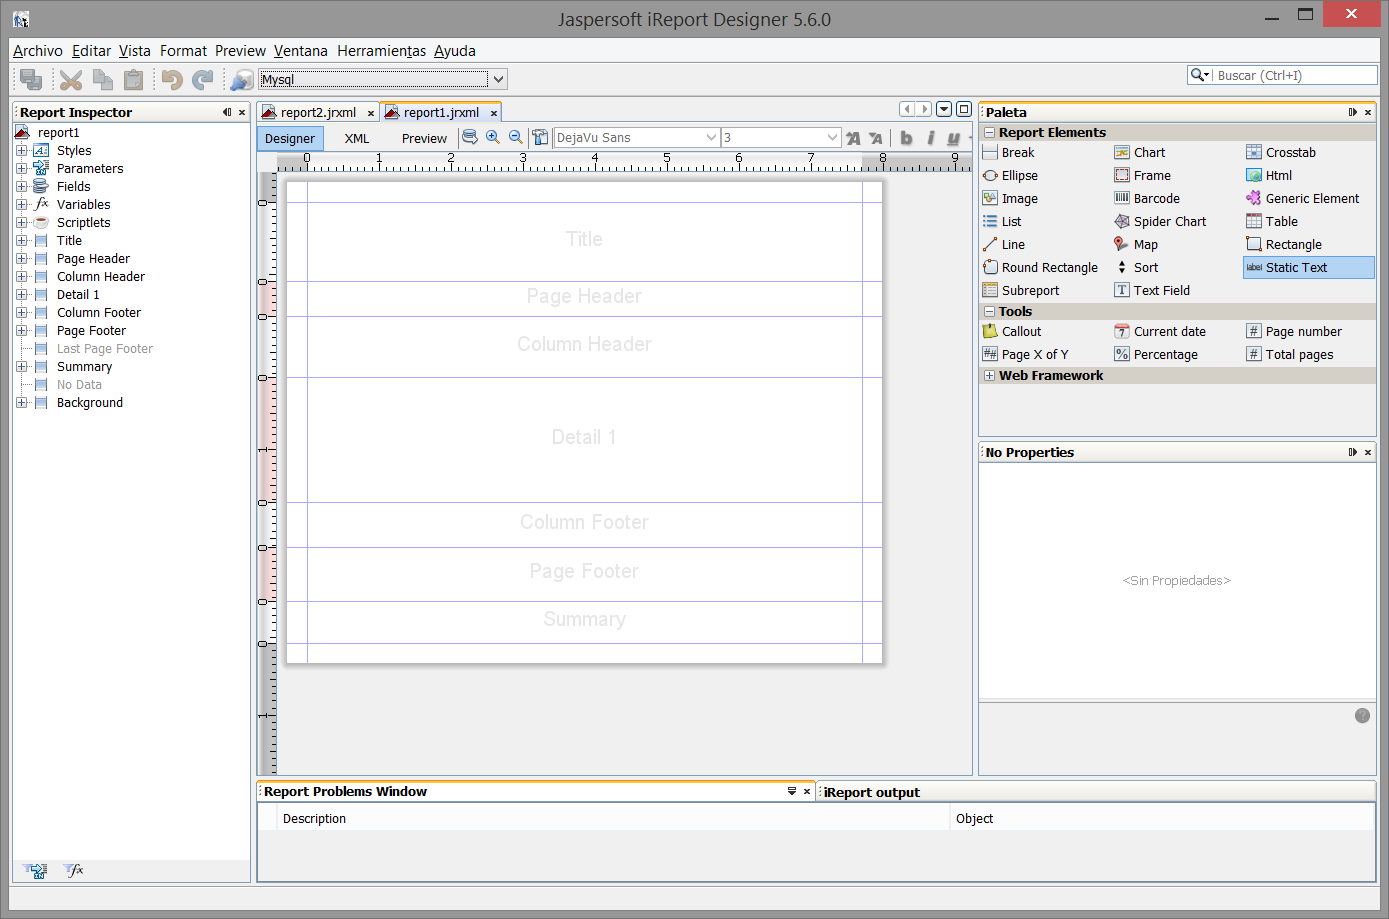 Jaspersoft iReport Designer 5.6.0
Archivo Editar Vista Format Preview Ventana Herramientas Ayuda
Mysql
Buscar (Ctrl+I)
Report Inspector
report1
Styles
Parameters
Fields
Variables
Scriptlets
Title
Page Header
Column Header
Detail 1
Column Footer
Page Footer
Last Page Footer
Summary
No Data
Background
report2.jrxml
report1.jrxml
Designer XML Preview DejaVu Sans 3
0 1 2 3 4 5 6 7 8 9
Title
Page Header
Column Header
Detail 1
Column Footer
Page Footer
Summary
Paleta
Report Elements
Break Chart Crosstab
Ellipse Frame Html
Image Barcode Generic Element
List Spider Chart Table
Line Map Rectangle
Round Rectangle Sort Static Text
Subreport Text Field
Tools
Callout Current date Page number
Page X of Y Percentage Total pages
Web Framework
No Properties
<Sin Propiedades>
Report Problems Window
iReport output
Description Object